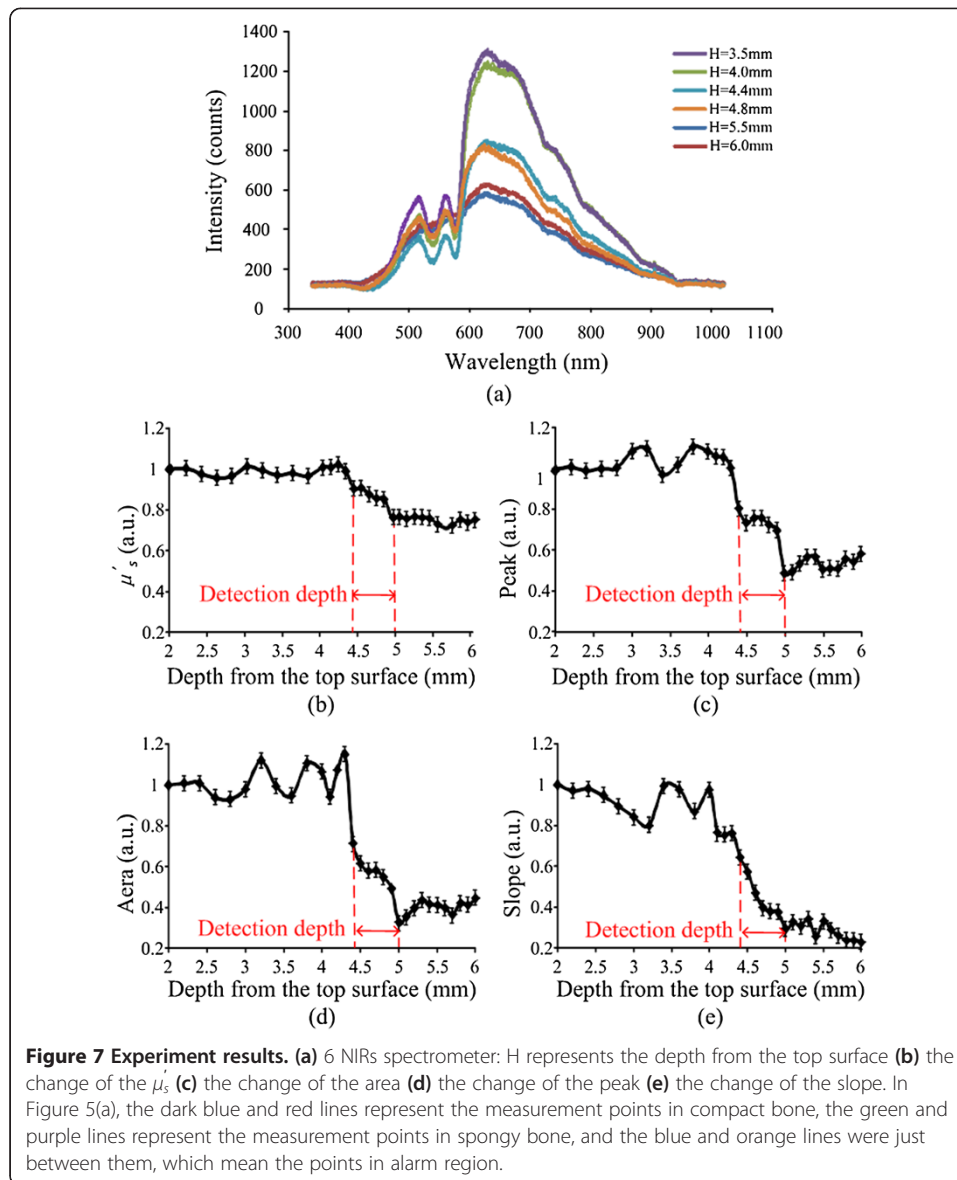 1400
1200
1000
800
600
400
200
0
Intensity (counts)
H=3.5mm
H=4.0mm
H=4.4mm
H=4.8mm
H=5.5mm
H=6.0mm
300 400 500 600 700 800 900 1000 1100
Wavelength (nm)
(a)
1.2
1
0.8
0.6
0.4
0.2
μ′s (a.u.)
Detection depth
2 2.5 3 3.5 4 4.5 5 5.5 6
Depth from the top surface (mm)
(b)
1.2
1
0.8
0.6
0.4
0.2
Peak (a.u.)
Detection depth
2 2.5 3 3.5 4 4.5 5 5.5 6
Depth from the top surface (mm)
(c)
1.2
1
0.8
0.6
0.4
0.2
Aera (a.u.)
Detection depth
2 2.5 3 3.5 4 4.5 5 5.5 6
Depth from the top surface (mm)
(d)
1.2
1
0.8
0.6
0.4
0.2
Slope (a.u.)
Detection depth
2 2.5 3 3.5 4 4.5 5 5.5 6
Depth from the top surface (mm)
(e)
Figure 7 Experiment results. (a) 6 NIRs spectrometer: H represents the depth from the top surface (b) the
change of the μ′s (c) the change of the area (d) the change of the peak (e) the change of the slope. In
Figure 5(a), the dark blue and red lines represent the measurement points in compact bone, the green and
purple lines represent the measurement points in spongy bone, and the blue and orange lines were just
between them, which mean the points in alarm region.